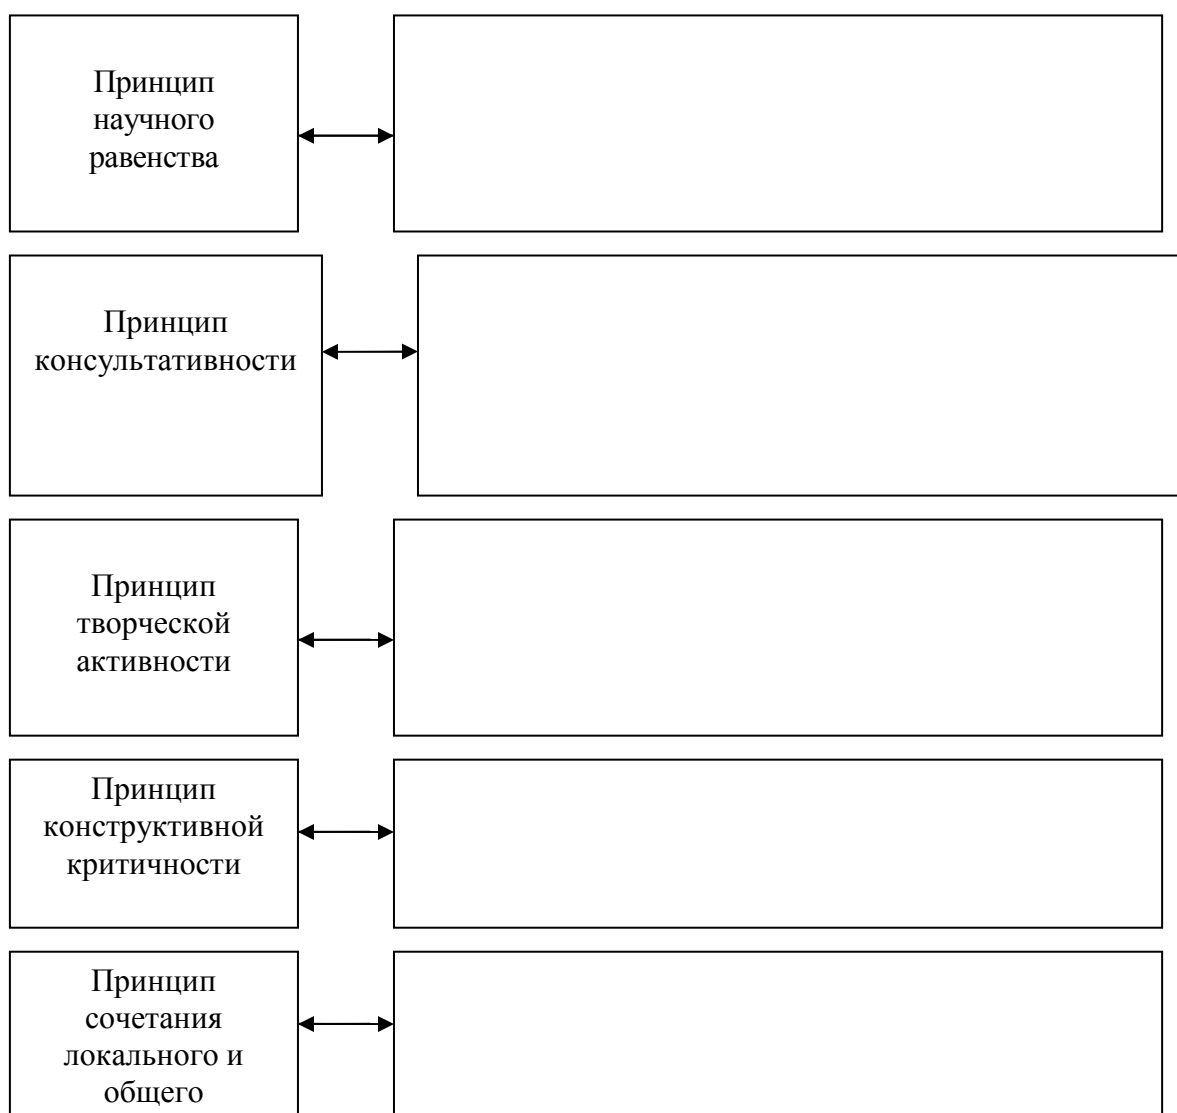 Принцип
научного
равенства
Принцип
консультативности
Принцип
творческой
активности
Принцип
конструктивной
критичности
Принцип
сочетания
локального и
общего